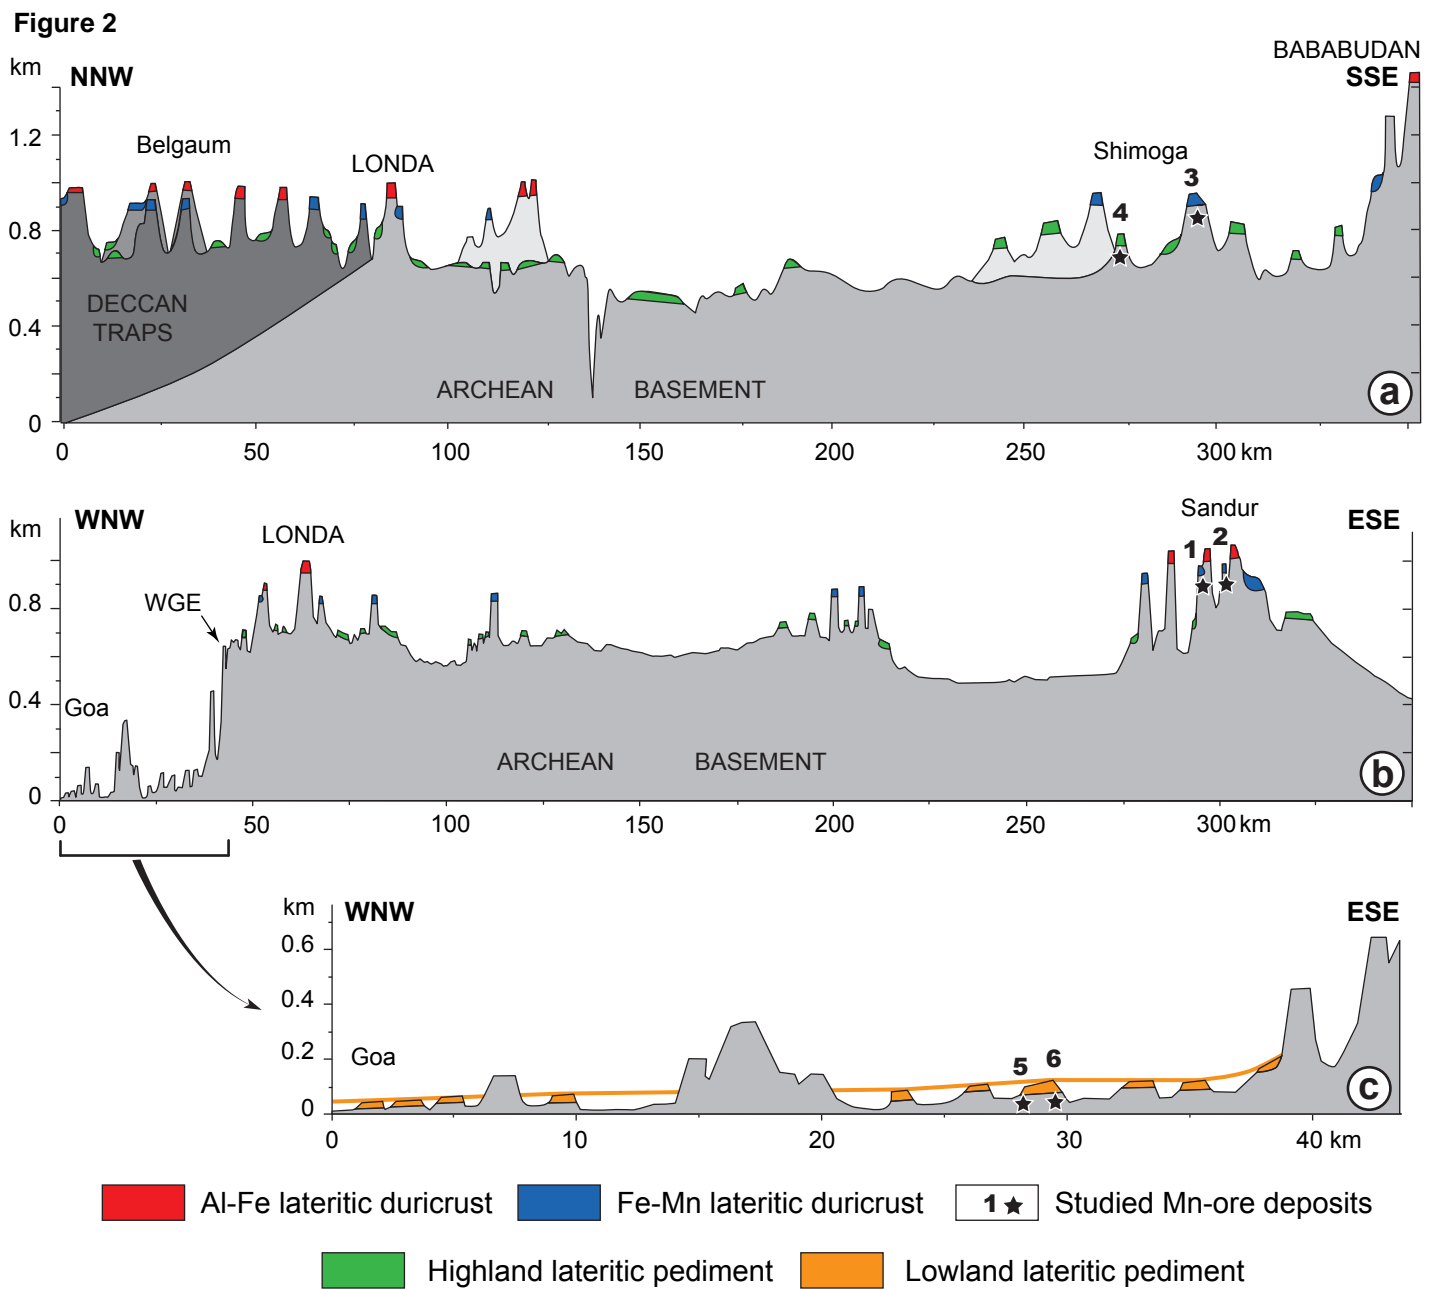 Figure 2
BABABUDAN
km
NNW
SSE
Belgaum
LONDA
Shimoga
1.2
1.0
0.8
0.4
0
3
4
DECCAN
TRAPS
ARCHEAN
BASEMENT
a
0
50
100
150
200
250
300 km
km
WNW
ESE
LONDA
Sandur
WGE
1
2
0.8
0.4
0
Goa
ARCHEAN
BASEMENT
b
0
50
100
150
200
250
300 km
km
WNW
ESE
0.6
0.4
0.2
0
Goa
5
6
c
0
10
20
30
40 km
Al-Fe lateritic duricrust
Fe-Mn lateritic duricrust
1 ★
Studied Mn-ore deposits
Highland lateritic pediment
Lowland lateritic pediment